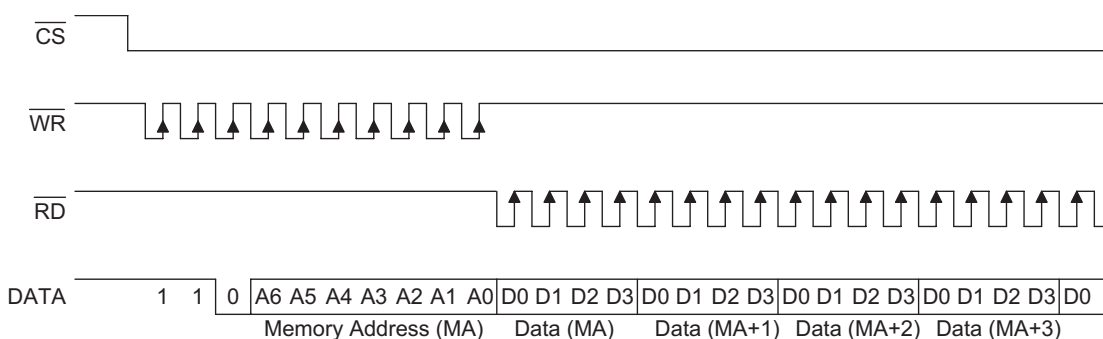 CS
WR
RD
DATA 1 1 0 A6 A5 A4 A3 A2 A1 A0 D0 D1 D2 D3 D0 D1 D2 D3 D0 D1 D2 D3 D0 D1 D2 D3 D0
Memory Address (MA) Data (MA) Data (MA+1) Data (MA+2) Data (MA+3)